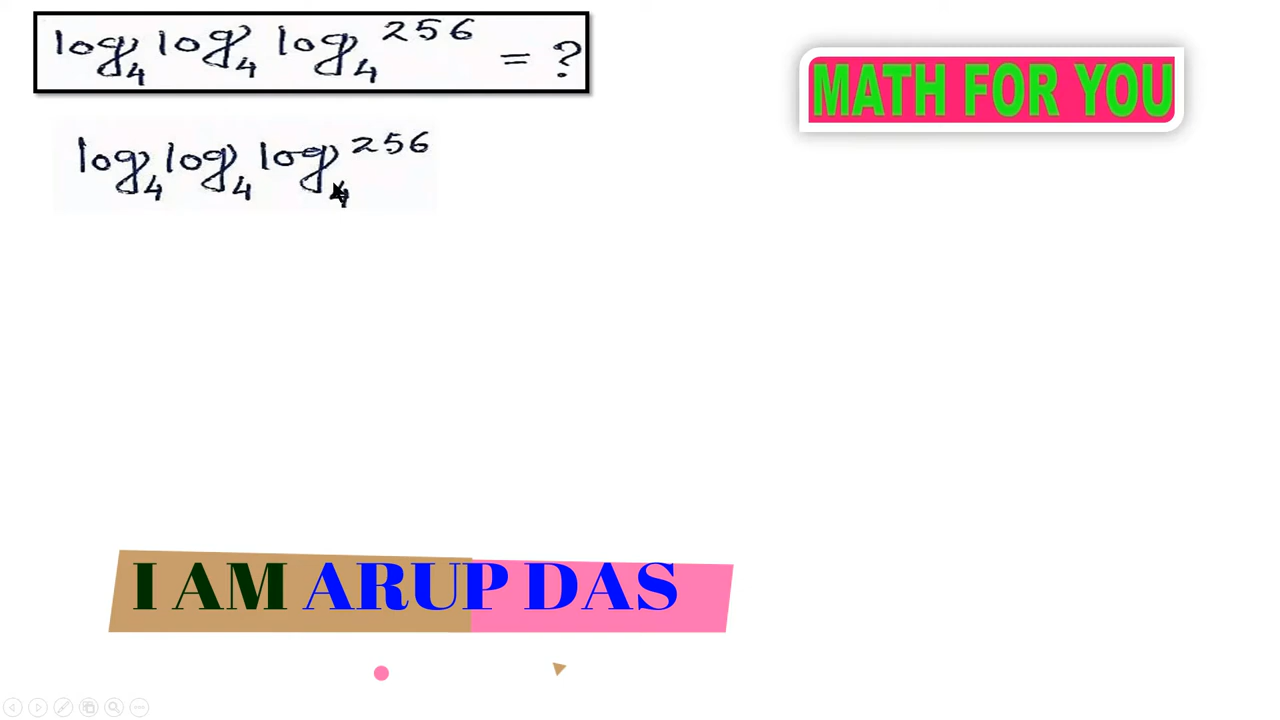 log₄ log₄ log₄ 256 = ?
MATH FOR YOU
log₄ log₄ log₄ 256
I AM ARUP DAS